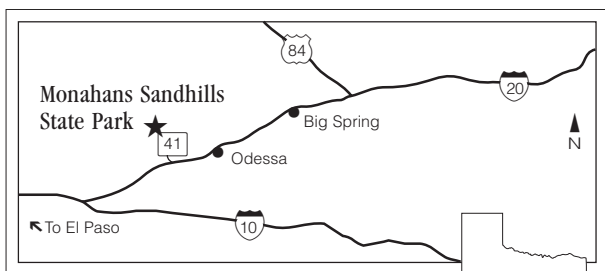 84
20
Monahans Sandhills
State Park
41
Big Spring
Odessa
N
To El Paso
10